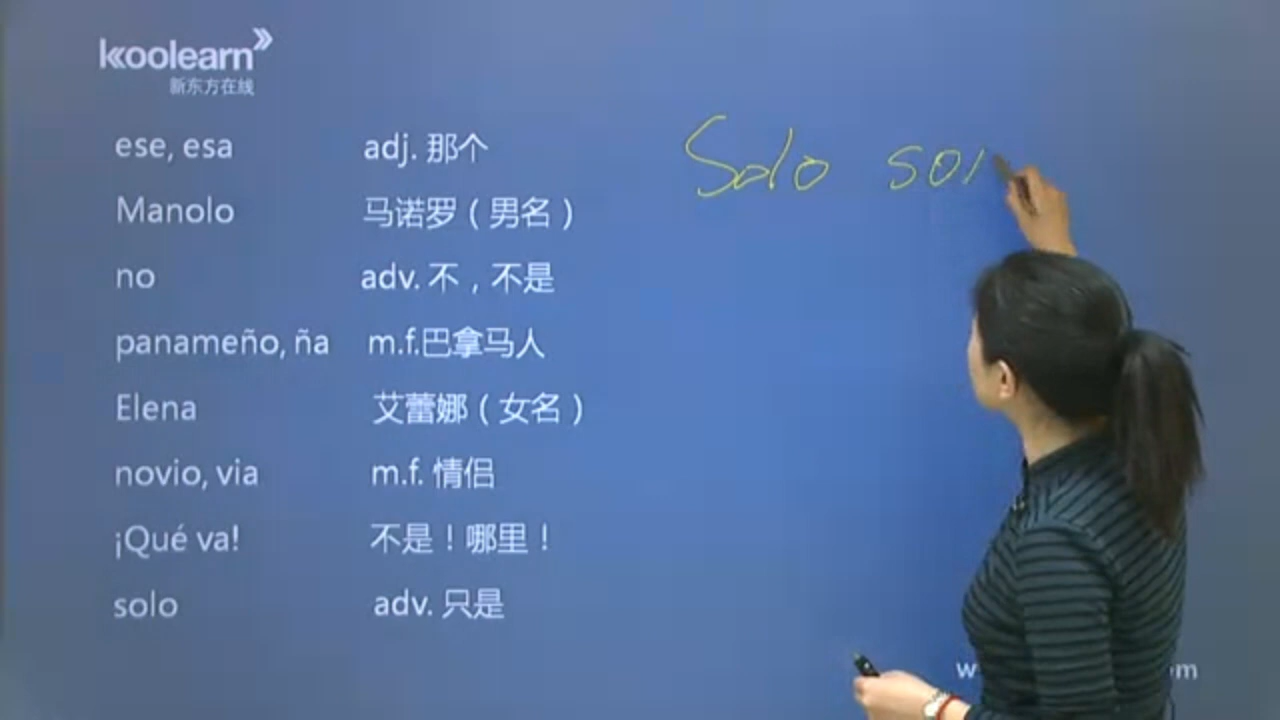 koolearn
新东方在线
ese, esa adj. 那个
Manolo 马诺罗（男名）
no adv. 不，不是
panameño, ña m.f.巴拿马人
Elena 艾蕾娜（女名）
novio, via m.f. 情侣
¡Qué va! 不是！哪里！
solo adv. 只是
Solo